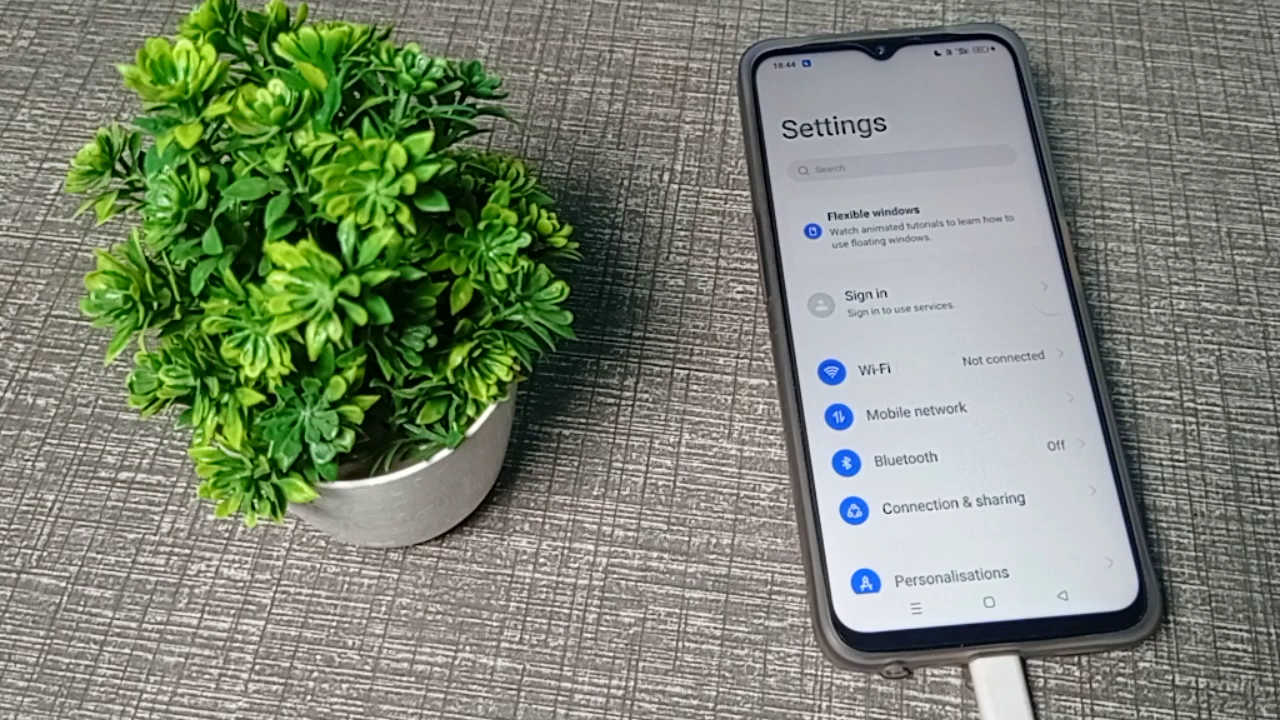 18:44
Settings
Search
Flexible windows
Watch animated tutorials to learn how to
use floating windows.
Sign in
Sign in to use services.
Wi-Fi
Not connected
Mobile network
Bluetooth
Off
Connection & sharing
Personalisations